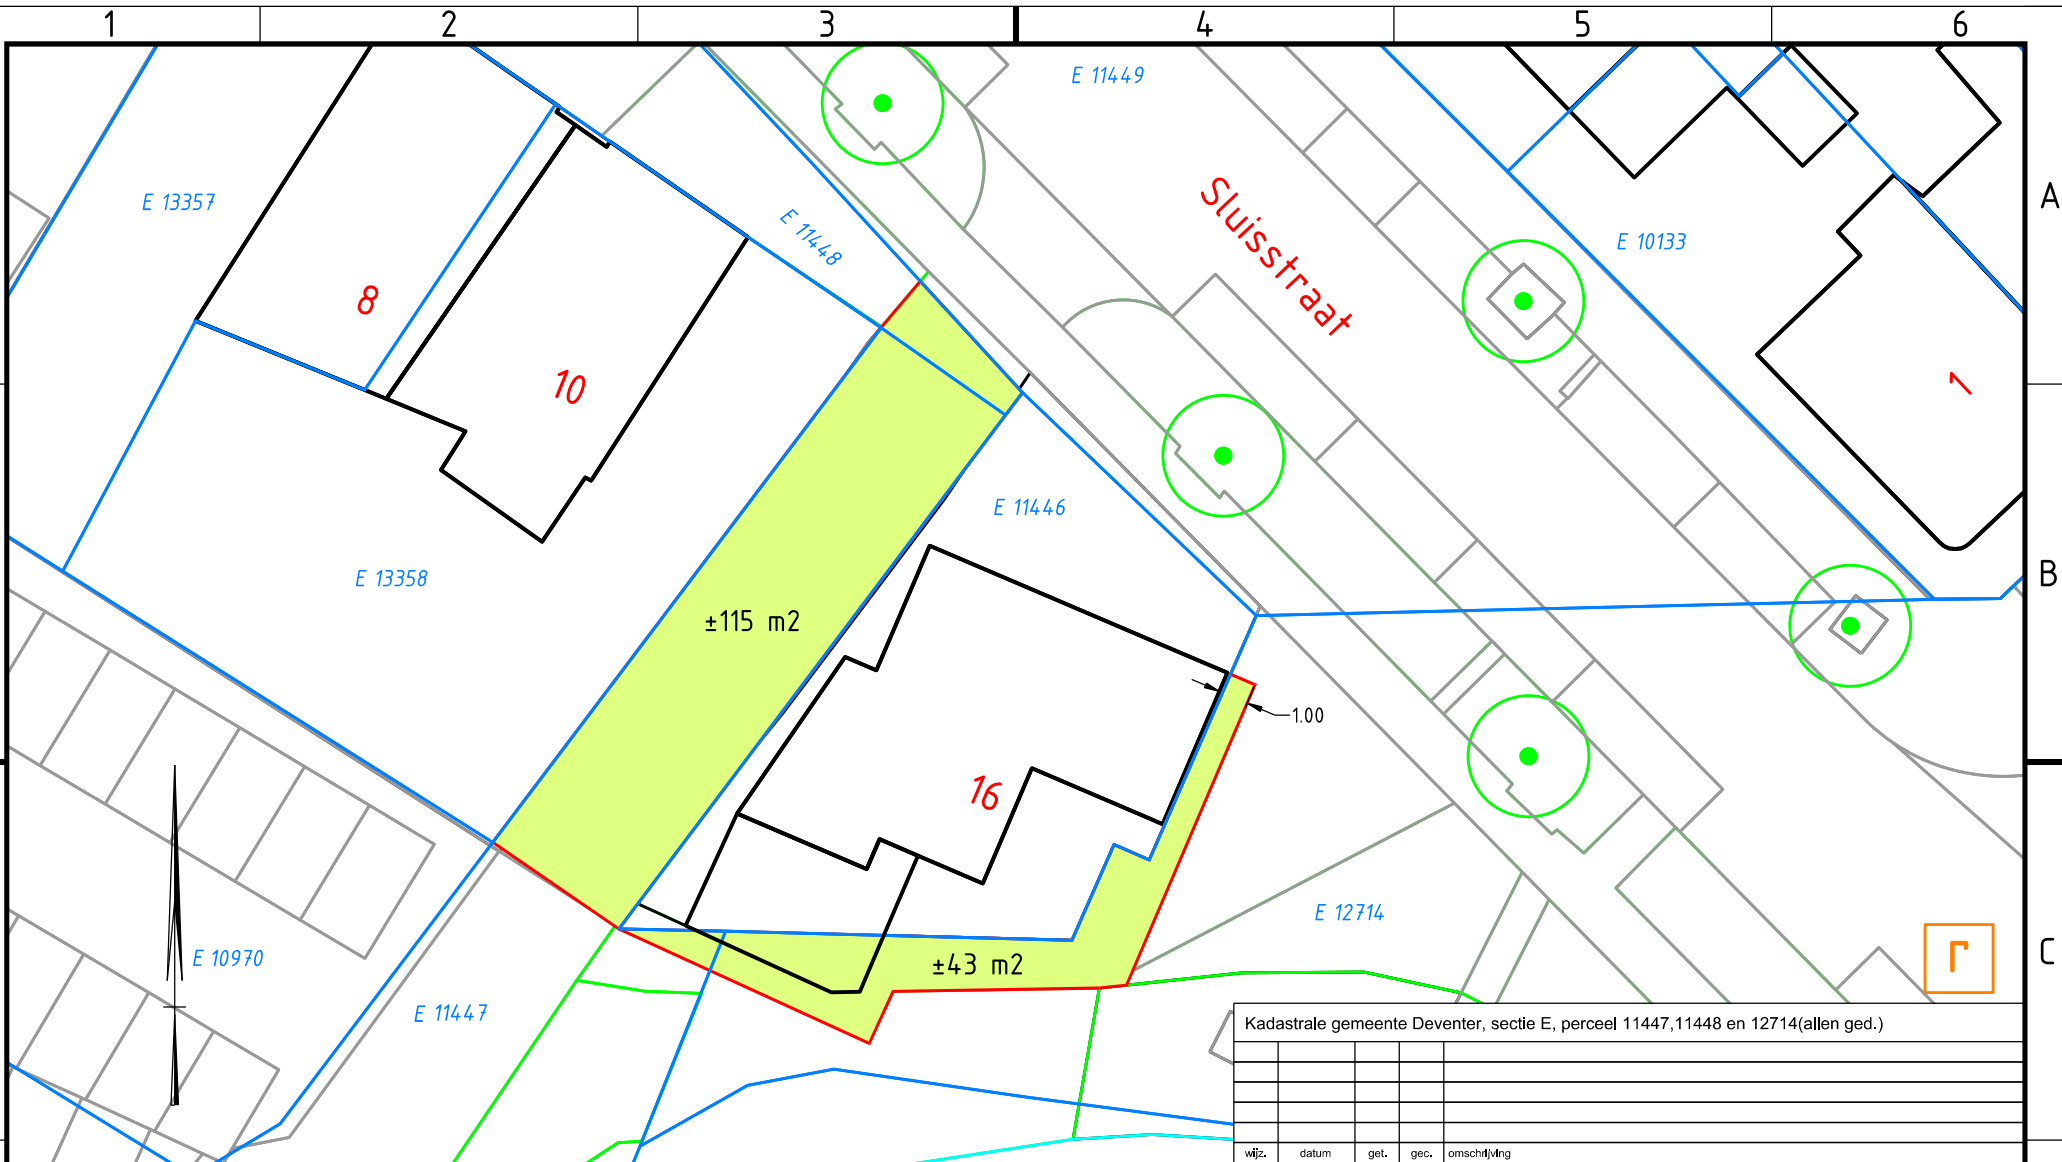 1 2 3 4 5 6
E 11449
A
E 13357
E 11448
Sluisstraat
E 10133
8
10
1
E 11446
B
E 13358
±115 m2
1.00
16
E 12714
C
±43 m2
E 10970
E 11447
Kadastrale gemeente Deventer, sectie E, perceel 11447,11448 en 12714(allen ged.)
wijz. datum get. gec. omschrijving